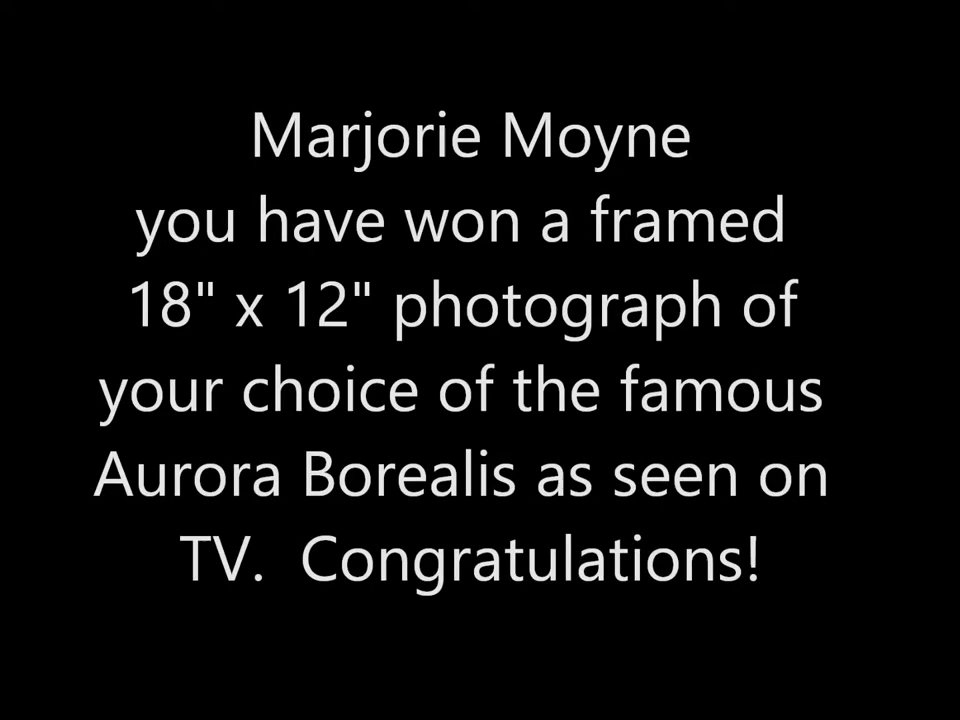 Marjorie Moyne
you have won a framed
18" x 12" photograph of
your choice of the famous
Aurora Borealis as seen on
TV.  Congratulations!